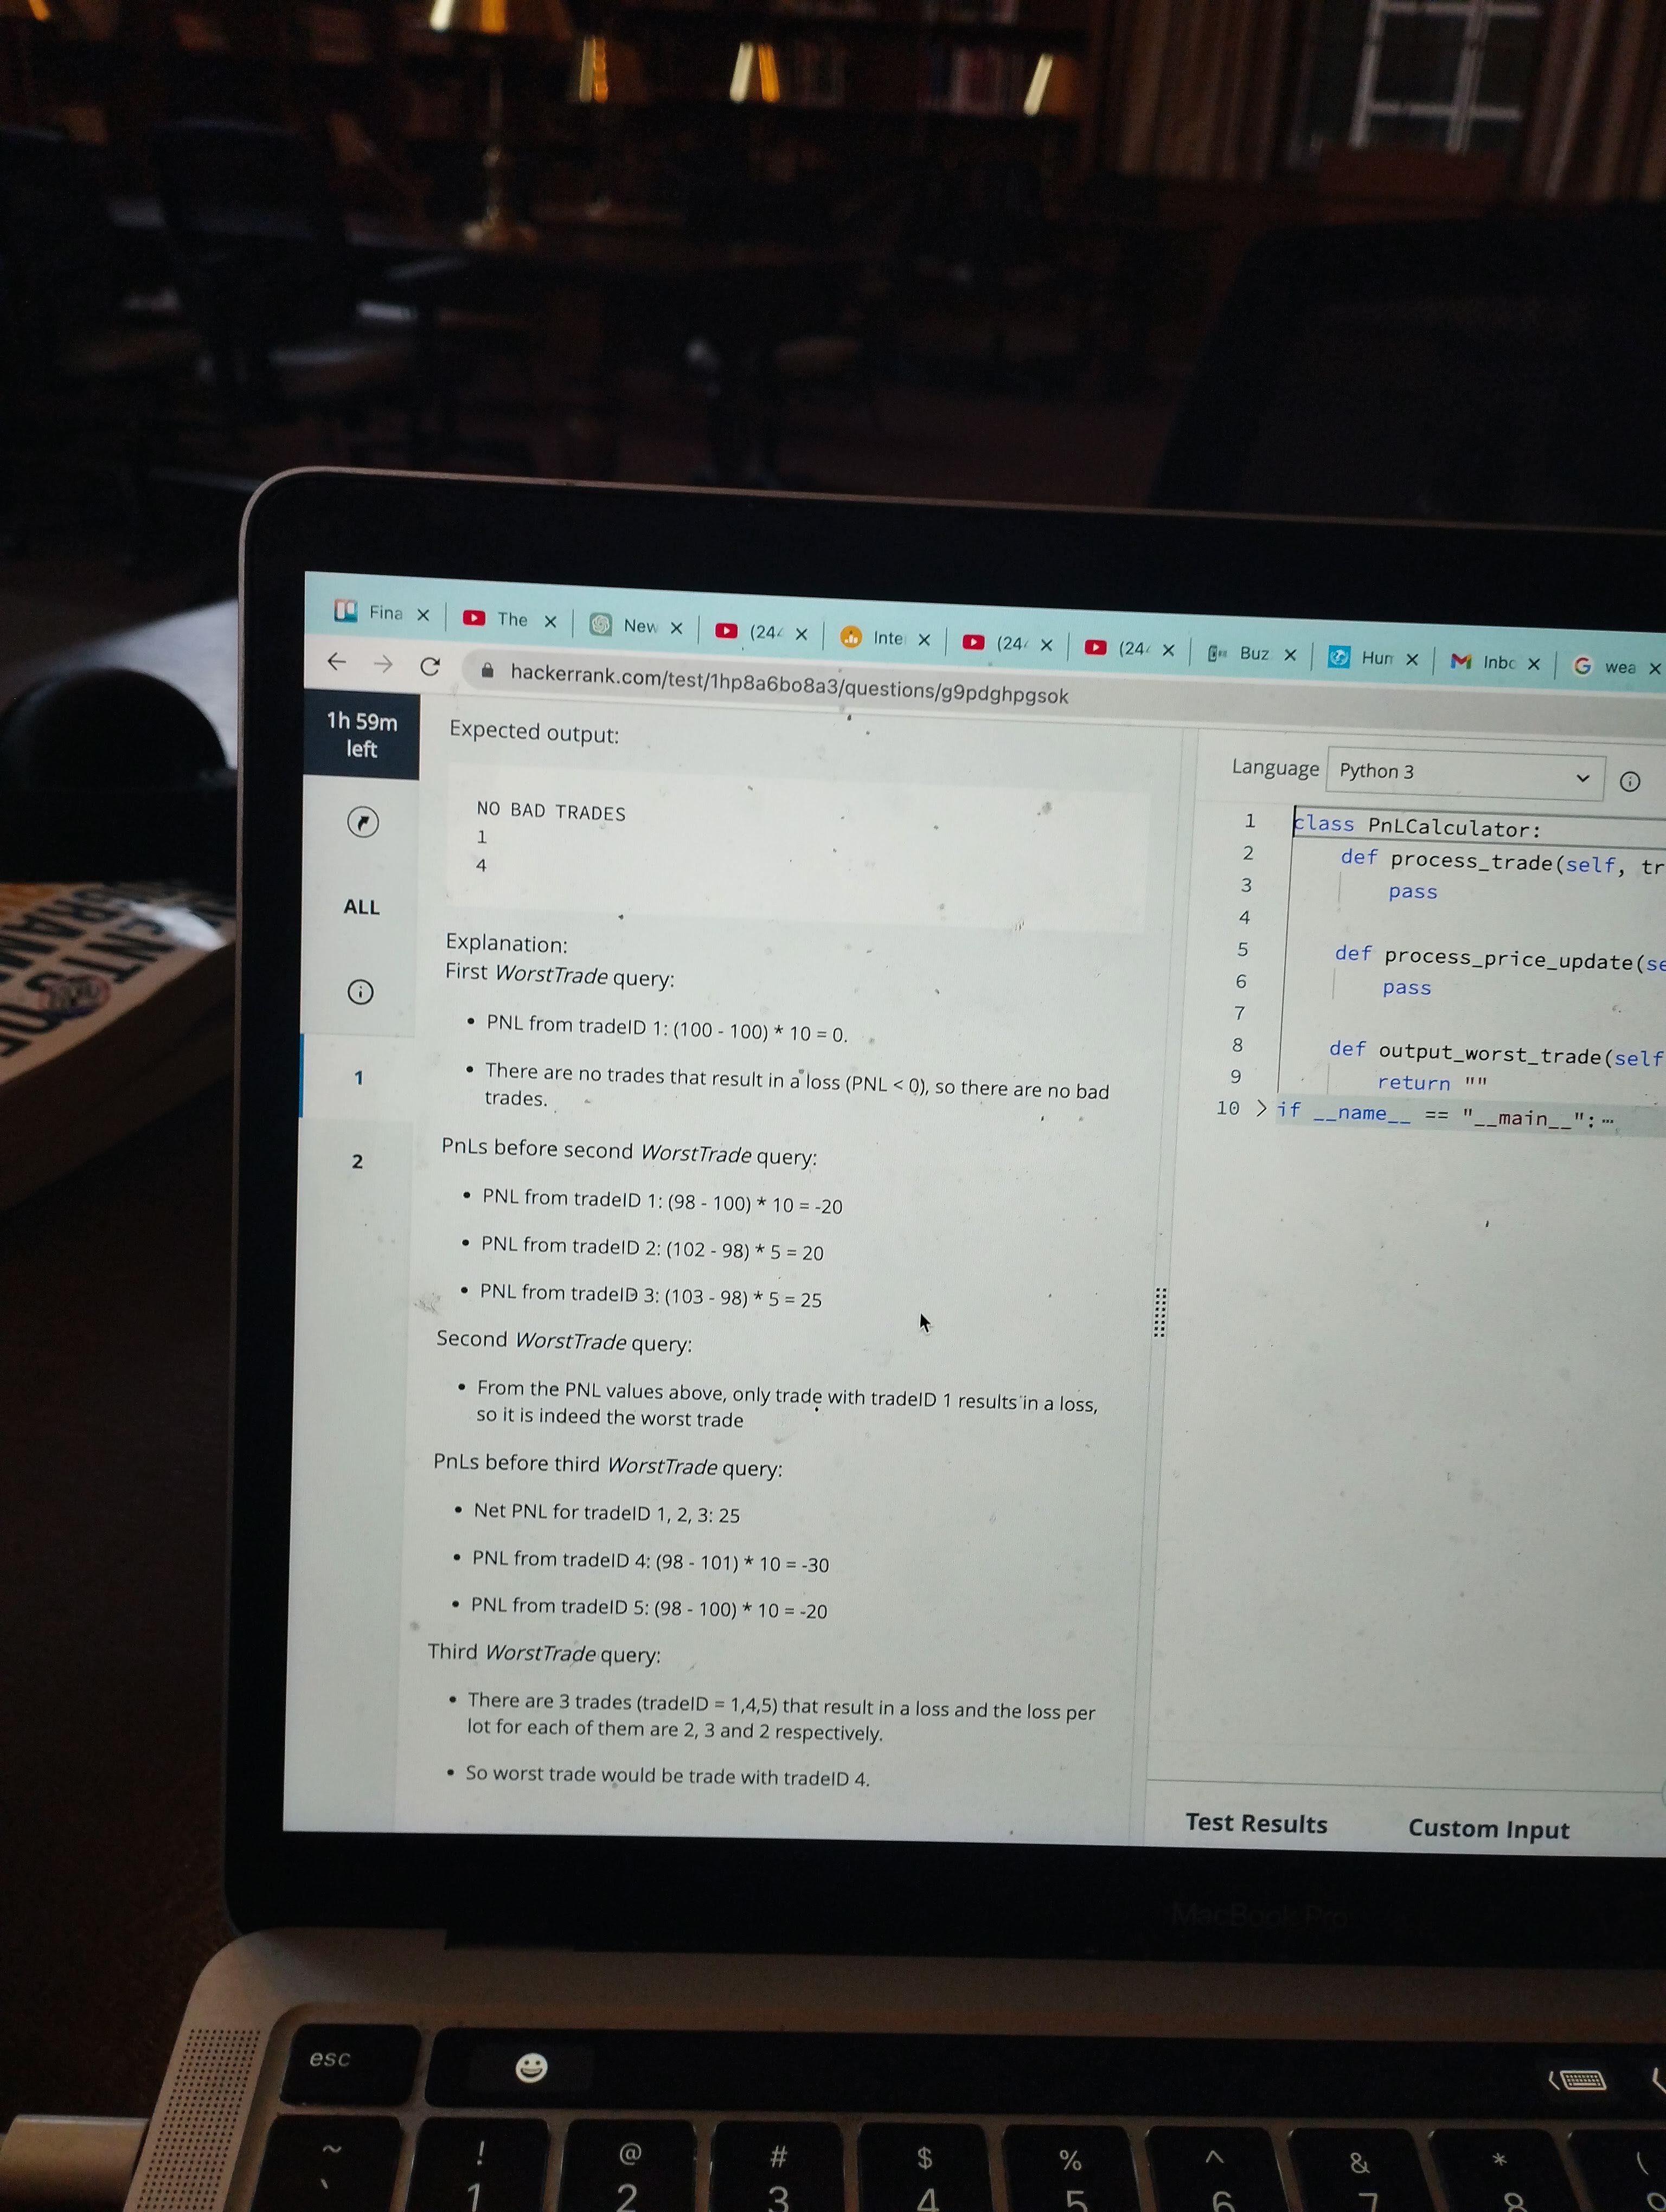 Fina
The
New
(24
Inte
(24
(24
Buz
Hun
Inbc
wea
hackerrank.com/test/1hp8a6bo8a3/questions/g9pdghpgsok
1h 59m
left
ALL
1
2
Expected output:
NO BAD TRADES
1
4
Explanation:
First WorstTrade query:
• PNL from tradeID 1: (100 - 100) * 10 = 0.
• There are no trades that result in a loss (PNL < 0), so there are no bad
trades.
PnLs before second WorstTrade query:
• PNL from tradeID 1: (98 - 100) * 10 = -20
• PNL from tradeID 2: (102 - 98) * 5 = 20
• PNL from tradeID 3: (103 - 98) * 5 = 25
Second WorstTrade query:
• From the PNL values above, only trade with tradeID 1 results in a loss,
so it is indeed the worst trade
PnLs before third WorstTrade query:
• Net PNL for tradeID 1, 2, 3: 25
• PNL from tradeID 4: (98 - 101) * 10 = -30
• PNL from tradeID 5: (98 - 100) * 10 = -20
Third WorstTrade query:
• There are 3 trades (tradeID = 1,4,5) that result in a loss and the loss per
lot for each of them are 2, 3 and 2 respectively.
• So worst trade would be trade with tradeID 4.
Language Python 3
1 class PnLCalculator:
2 def process_trade(self, tr
3 pass
4
5 def process_price_update(se
6 pass
7
8 def output_worst_trade(self
9 return ""
10 > if __name__ == "__main__":…
Test Results Custom Input
MacBook Pro
esc
~ ! @ # $ % ^ & * (
` 1 2 3 4 5 6 7 8 9